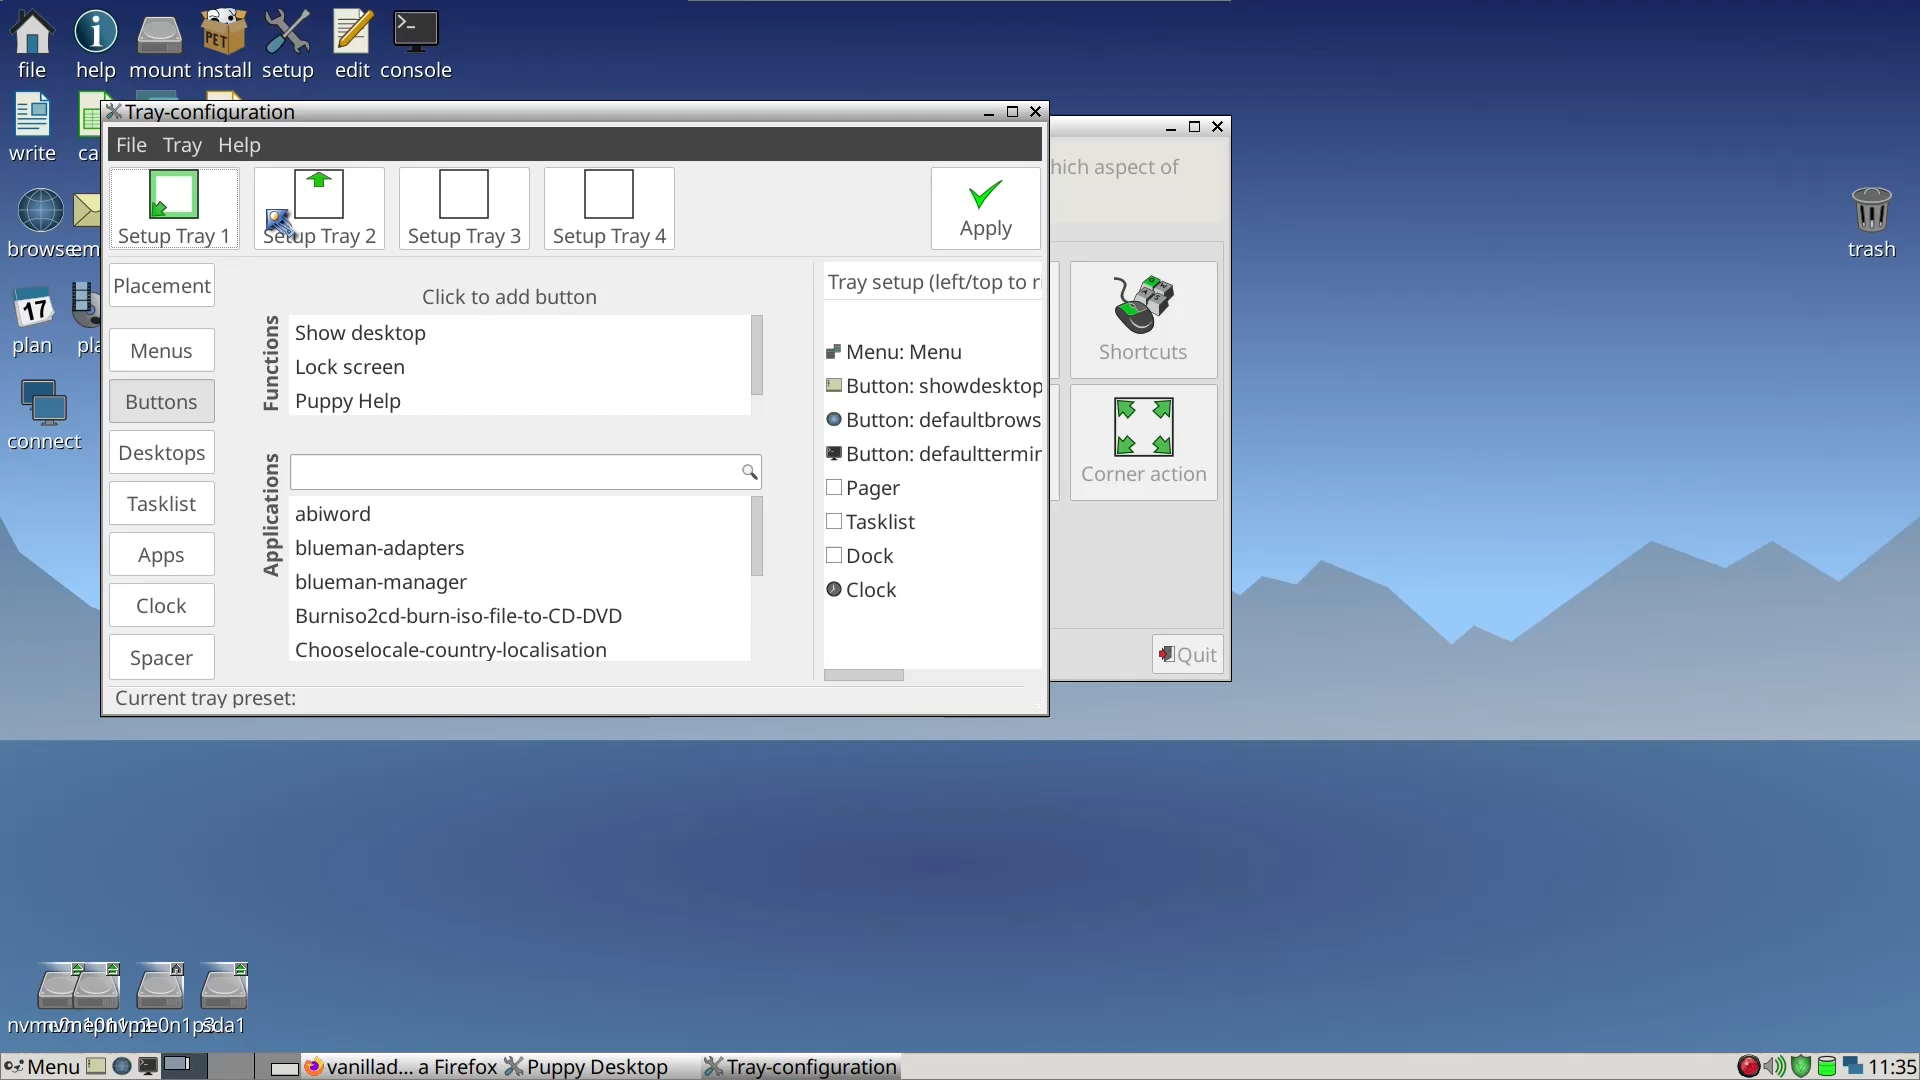 file
help
mount
install
setup
edit
console
write
plan
connect
trash
Tray-configuration
File
Tray
Help
Setup Tray 1
Setup Tray 2
Setup Tray 3
Setup Tray 4
Apply
Placement
Menus
Buttons
Desktops
Tasklist
Apps
Clock
Spacer
Click to add button
Functions
Show desktop
Lock screen
Puppy Help
Applications
abiword
blueman-adapters
blueman-manager
Burniso2cd-burn-iso-file-to-CD-DVD
Chooselocale-country-localisation
Tray setup (left/top to ri
Menu: Menu
Button: showdesktop
Button: defaultbrows
Button: defaulttermin
Pager
Tasklist
Dock
Clock
Current tray preset:
hich aspect of
Shortcuts
Corner action
Quit
sda1
Menu
vanillad... a Firefox
Puppy Desktop
Tray-configuration
11:35